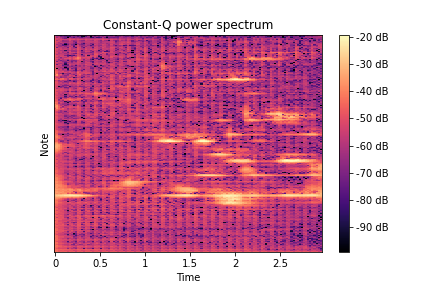 Constant-Q power spectrum
Note
0
0.5
1
1.5
2
2.5
Time
-20 dB
-30 dB
-40 dB
-50 dB
-60 dB
-70 dB
-80 dB
-90 dB